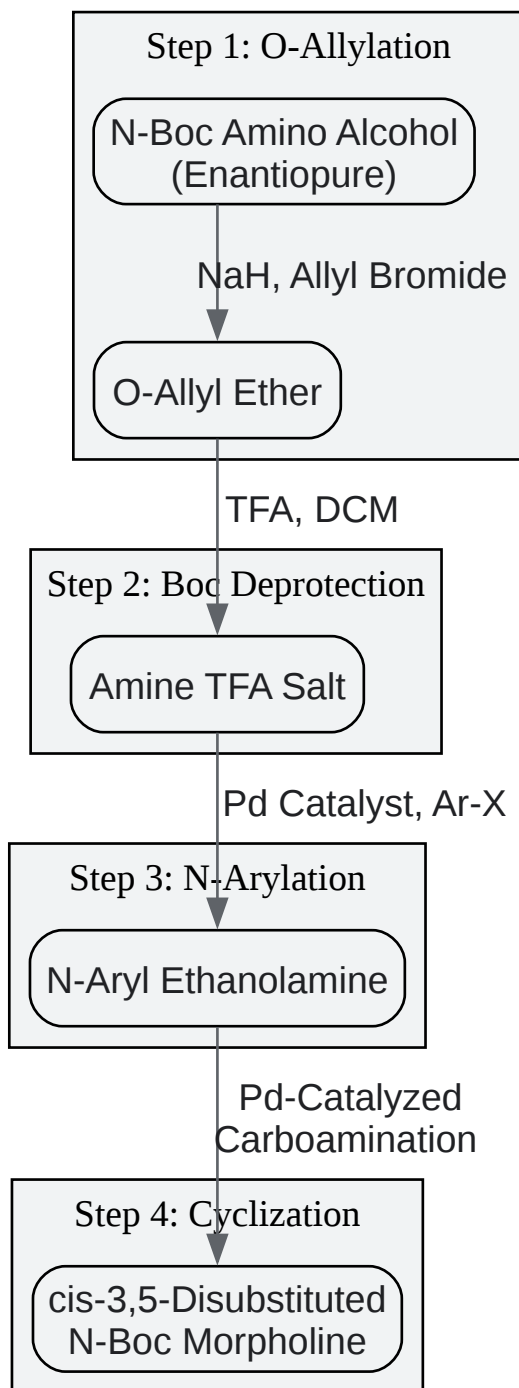 Step 1: O-Allylation
N-Boc Amino Alcohol
(Enantiopure)
NaH, Allyl Bromide
O-Allyl Ether
TFA, DCM
Step 2: Boc Deprotection
Amine TFA Salt
Pd Catalyst, Ar-X
Step 3: N-Arylation
N-Aryl Ethanolamine
Pd-Catalyzed
Carboamination
Step 4: Cyclization
cis-3,5-Disubstituted
N-Boc Morpholine